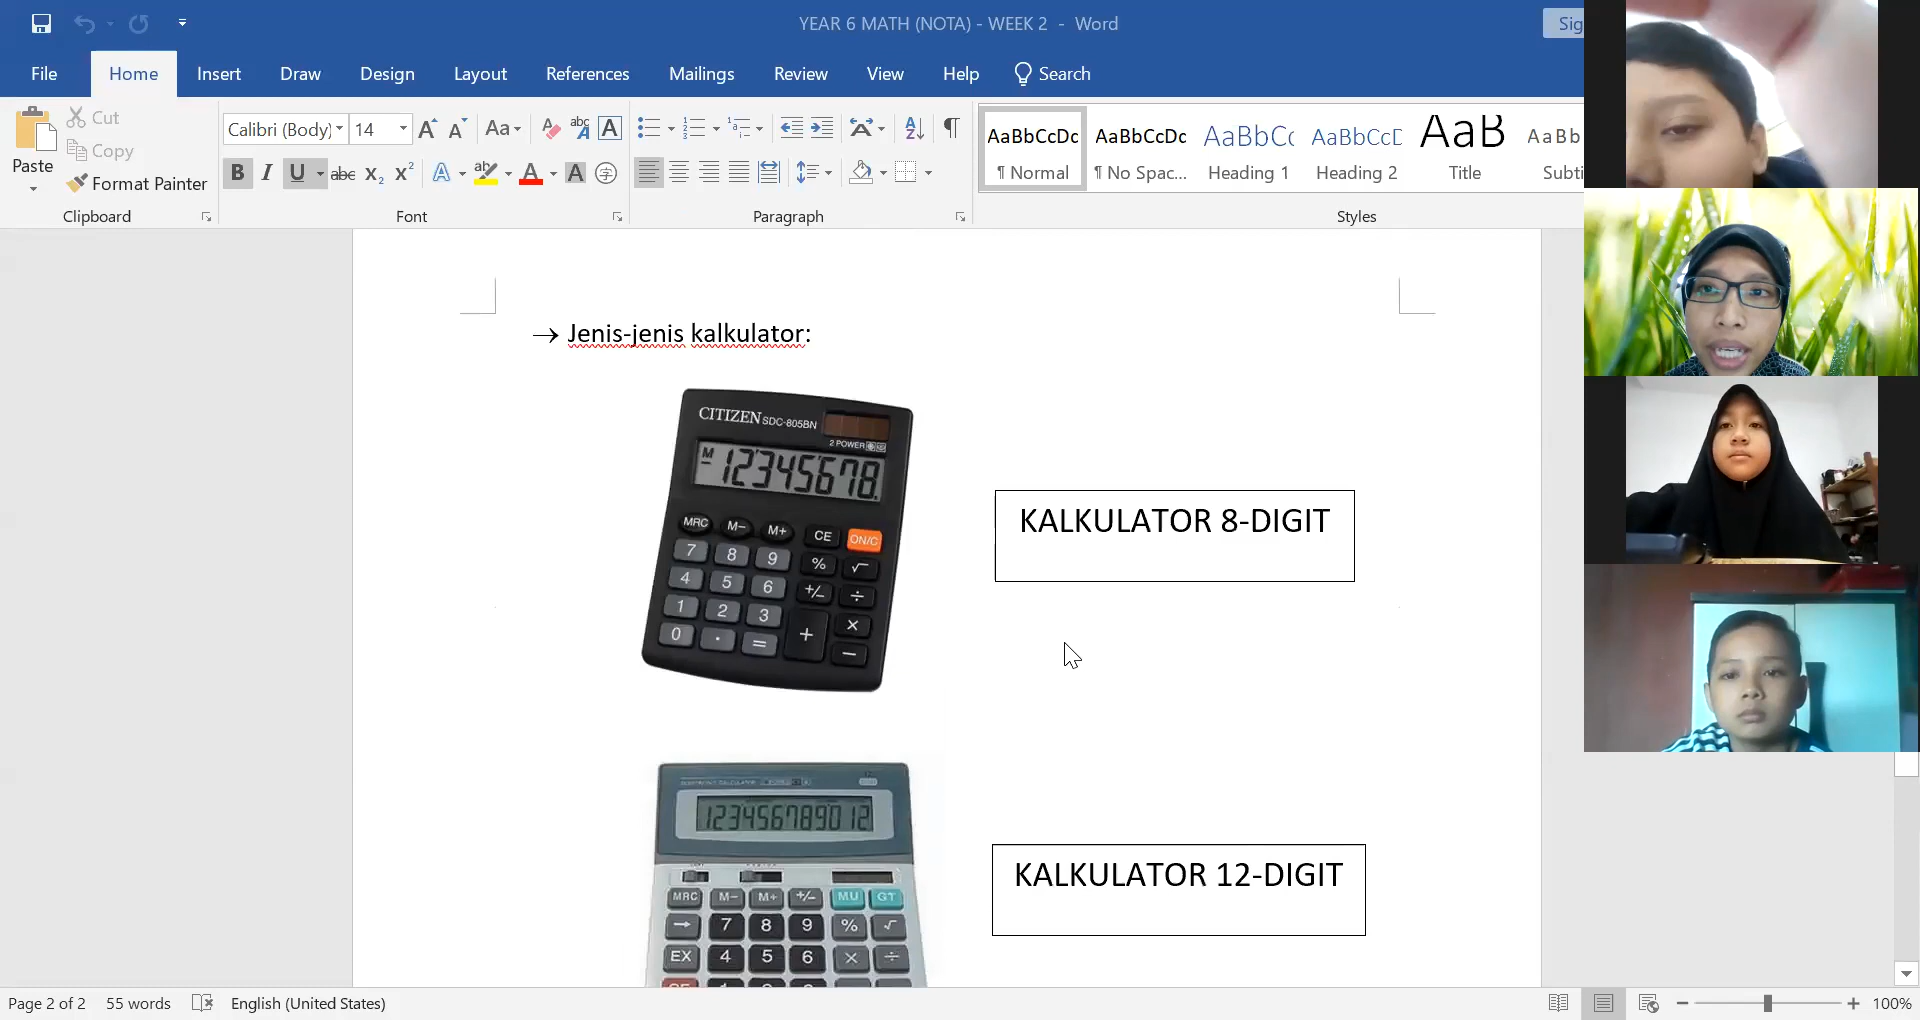 YEAR 6 MATH (NOTA) - WEEK 2 - Word
Sig
File Home Insert Draw Design Layout References Mailings Review View Help Search
Paste
Cut
Copy
Format Painter
Clipboard
Calibri (Body) 14
Font
Paragraph
AaBbCcDc AaBbCcDc AaBbCc AaBbCcD AaB AaBb
¶ Normal ¶ No Spac... Heading 1 Heading 2 Title Subti
Styles
→ Jenis-jenis kalkulator:
CITIZEN SDC-805BN
2 POWER
M
-12345678.
MRC M- M+ CE ON/C
7 8 9 % √
4 5 6 +/- ÷
1 2 3 + ×
0 . = −
KALKULATOR 8-DIGIT
123456789012
MRC M- M+ +/- MU GT
→ 7 8 9 % √
EX 4 5 6 × ÷
KALKULATOR 12-DIGIT
Page 2 of 2 55 words English (United States) 100%